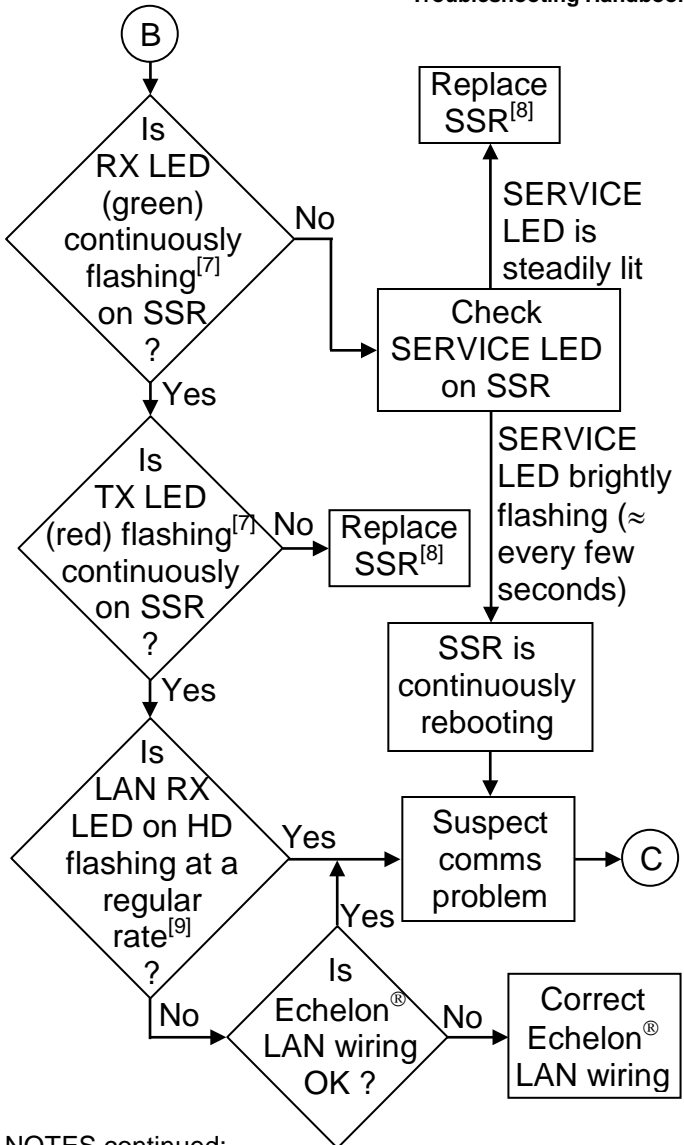 Troubleshooting Handbook
B
Is
RX LED
(green)
continuously
flashing[7]
on SSR
?
No
Yes
Replace
SSR[8]
SERVICE
LED is
steadily lit
Check
SERVICE LED
on SSR
SERVICE
LED brightly
flashing (≈
every few
seconds)
Is
TX LED
(red) flashing[7]
continuously
on SSR
?
No
Replace
SSR[8]
Yes
SSR is
continuously
rebooting
Is
LAN RX
LED on HD
flashing at a
regular
rate[9]
?
Yes
Suspect
comms
problem
C
No
Yes
Is
Echelon®
LAN wiring
OK ?
No
Correct
Echelon®
LAN wiring
NOTES continued: